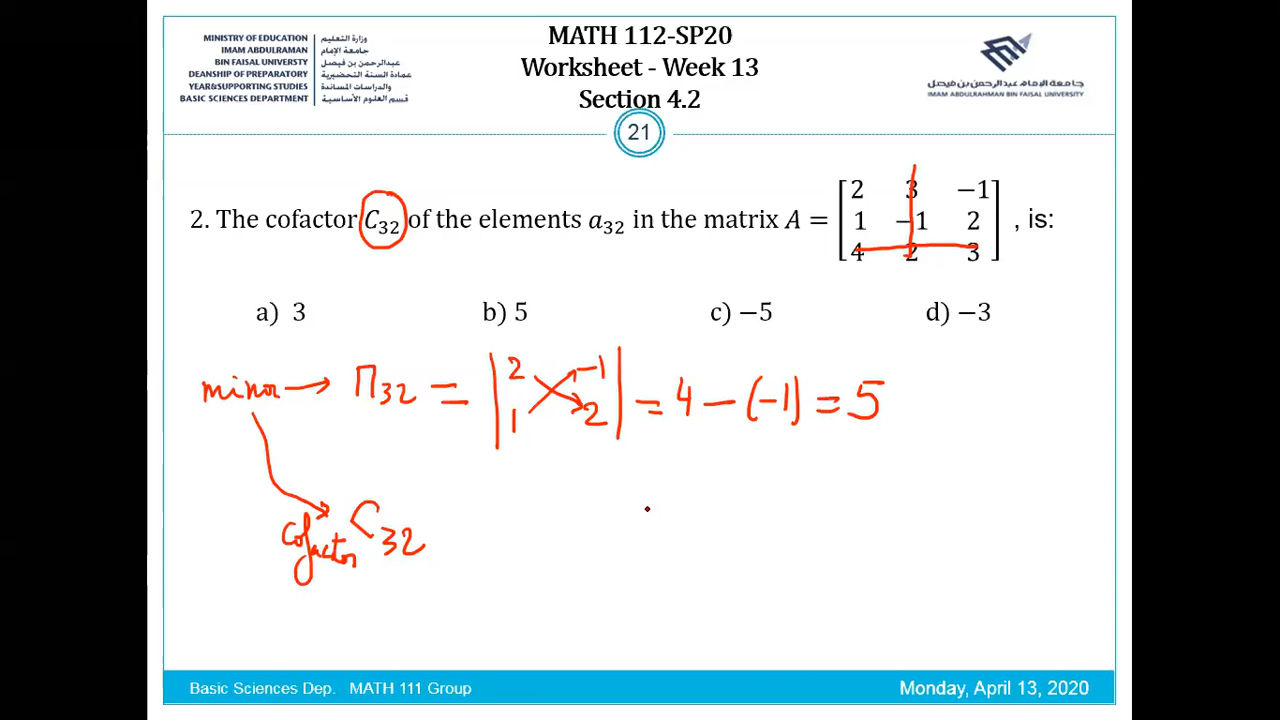 MINISTRY OF EDUCATION
IMAM ABDULRAMAN
BIN FAISAL UNIVERSTY
DEANSHIP OF PREPARATORY
YEAR&SUPPORTING STUDIES
BASIC SCIENCES DEPARTMENT
وزارة التعليم
جامعة الإمام
عبدالرحمن بن فيصل
عمادة السنة التحضيرية
والدراسات المساندة
قسم العلوم الأساسية
MATH 112-SP20
Worksheet - Week 13
Section 4.2
جامعة الإمام عبدالرحمن بن فيصل
IMAM ABDULRAHMAN BIN FAISAL UNIVERSITY
21
2. The cofactor C₃₂ of the elements a₃₂ in the matrix A = [2 3 −1; 1 −1 2; 4 2 3] , is:
a) 3 b) 5 c) −5 d) −3
minor → M32 = |2 -1; 1 2| = 4 - (-1) = 5
Cofactor C32
Basic Sciences Dep. MATH 111 Group
Monday, April 13, 2020